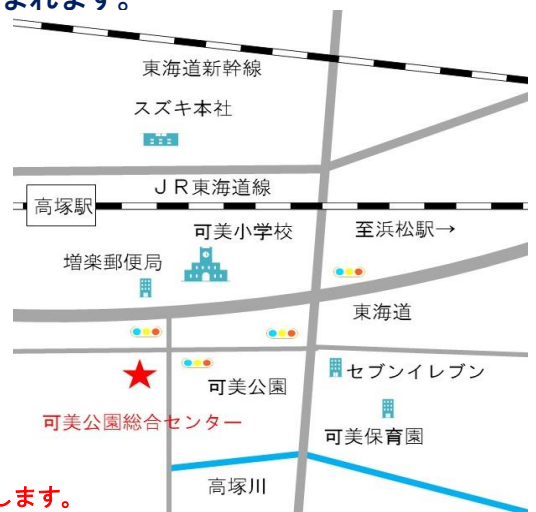 まれます。
東海道新幹線
スズキ本社
ＪＲ東海道線
高塚駅
可美小学校
至浜松駅→
増楽郵便局
東海道
セブンイレブン
可美公園
可美公園総合センター
可美保育園
高塚川
します。